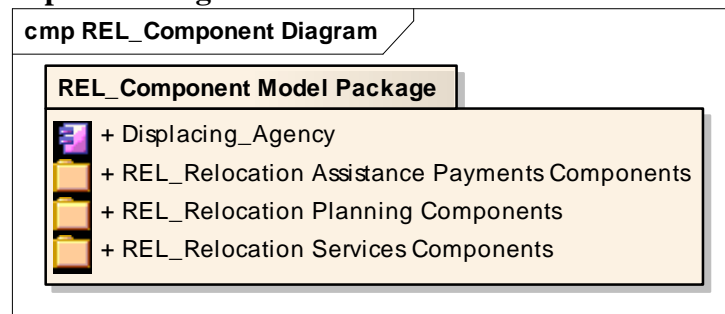 cmp REL_Component Diagram
REL_Component Model Package
+ Displacing_Agency
+ REL_Relocation Assistance Payments Components
+ REL_Relocation Planning Components
+ REL_Relocation Services Components